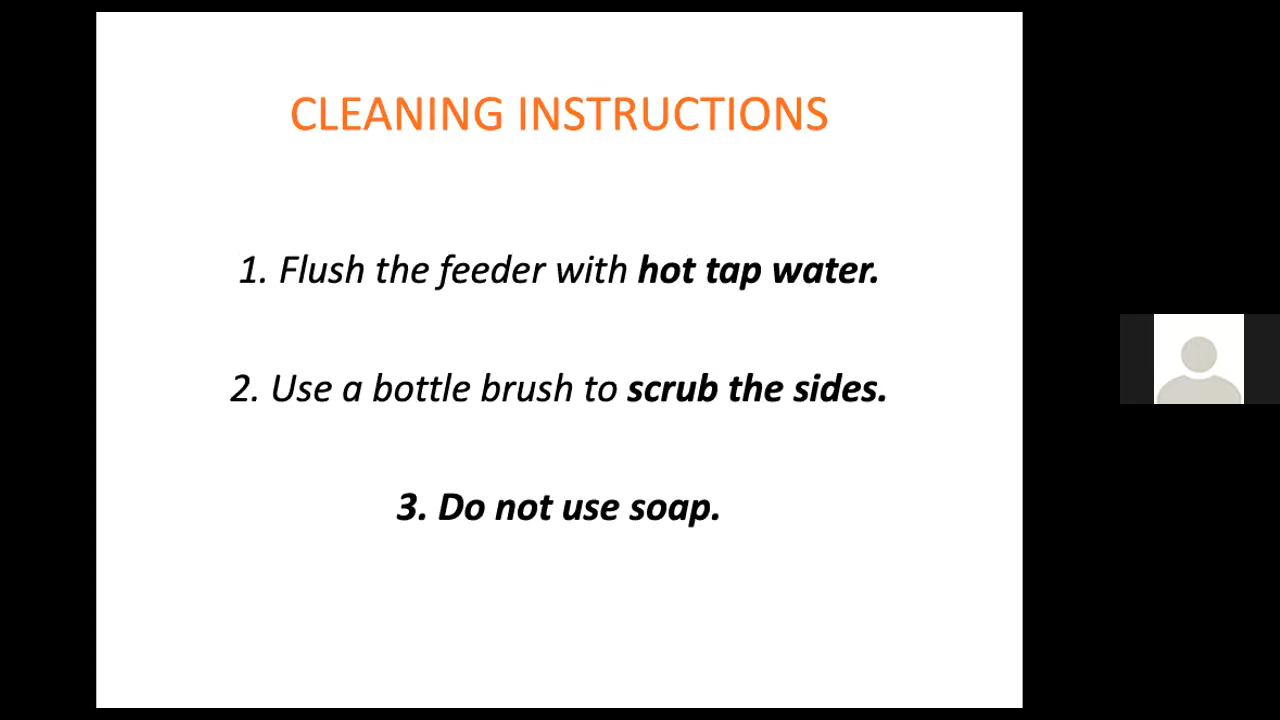 CLEANING INSTRUCTIONS
1. Flush the feeder with hot tap water.
2. Use a bottle brush to scrub the sides.
3. Do not use soap.